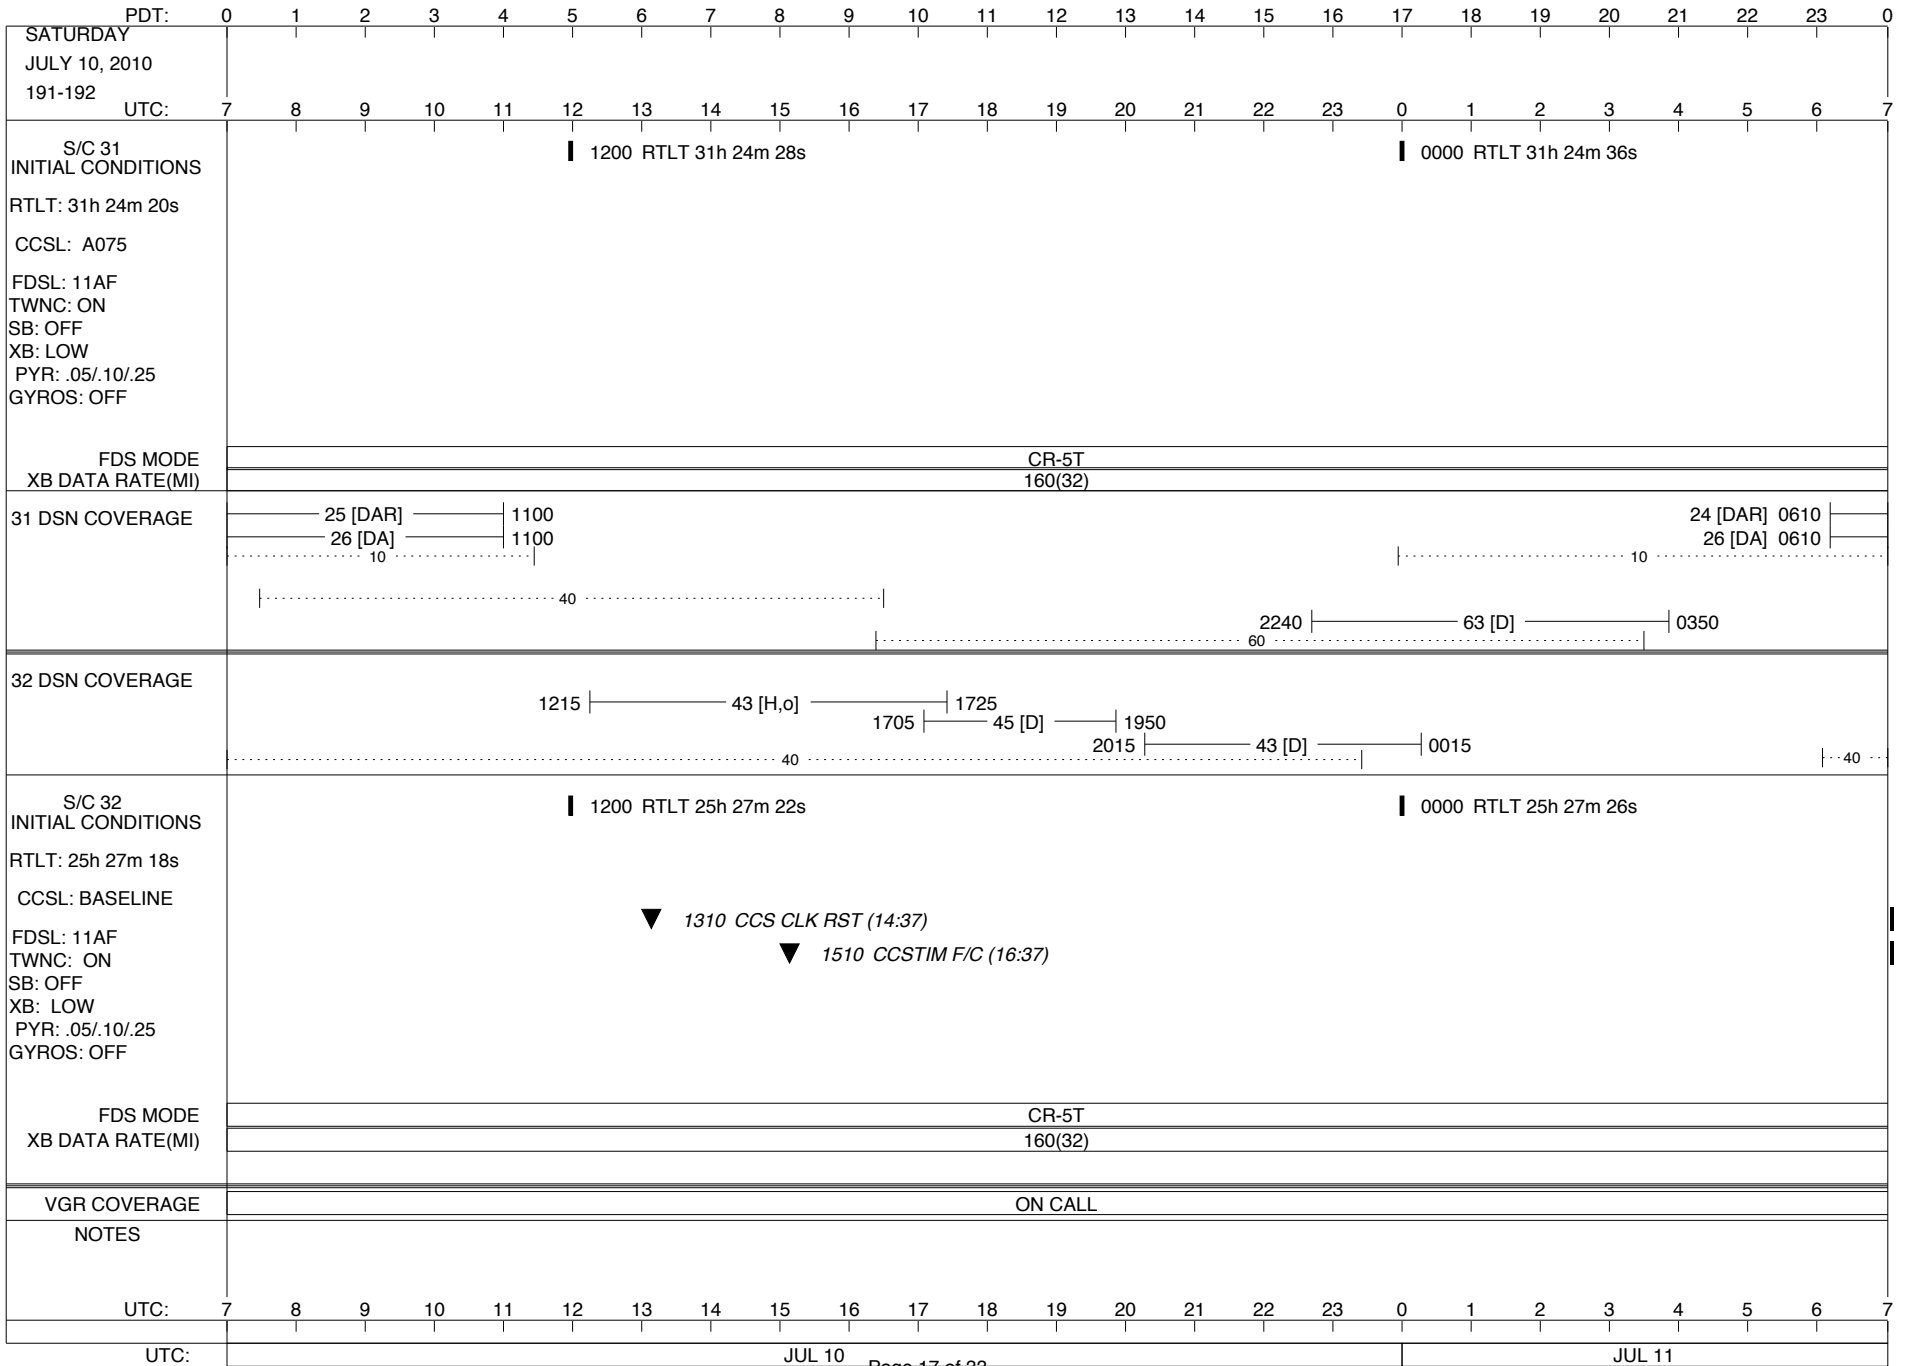 PDT: 0 1 2 3 4 5 6 7 8 9 10 11 12 13 14 15 16 17 18 19 20 21 22 23 0
SATURDAY
JULY 10, 2010
191-192
UTC: 7 8 9 10 11 12 13 14 15 16 17 18 19 20 21 22 23 0 1 2 3 4 5 6 7
S/C 31
INITIAL CONDITIONS
1200 RTLT 31h 24m 28s
0000 RTLT 31h 24m 36s
RTLT: 31h 24m 20s
CCSL: A075
FDSL: 11AF
TWNC: ON
SB: OFF
XB: LOW
PYR: .05/.10/.25
GYROS: OFF
FDS MODE CR-5T
XB DATA RATE(MI) 160(32)
31 DSN COVERAGE
25 [DAR] 1100
24 [DAR] 0610
26 [DA] 1100
26 [DA] 0610
10
10
40
2240 63 [D] 0350
60
32 DSN COVERAGE
1215 43 [H,o] 1725
1705 45 [D] 1950
2015 43 [D] 0015
40
40
S/C 32
INITIAL CONDITIONS
1200 RTLT 25h 27m 22s
0000 RTLT 25h 27m 26s
RTLT: 25h 27m 18s
CCSL: BASELINE
1310 CCS CLK RST (14:37)
FDSL: 11AF
1510 CCSTIM F/C (16:37)
TWNC: ON
SB: OFF
XB: LOW
PYR: .05/.10/.25
GYROS: OFF
FDS MODE CR-5T
XB DATA RATE(MI) 160(32)
VGR COVERAGE ON CALL
NOTES
UTC: 7 8 9 10 11 12 13 14 15 16 17 18 19 20 21 22 23 0 1 2 3 4 5 6 7
UTC: JUL 10 JUL 11
Page 17 of 33